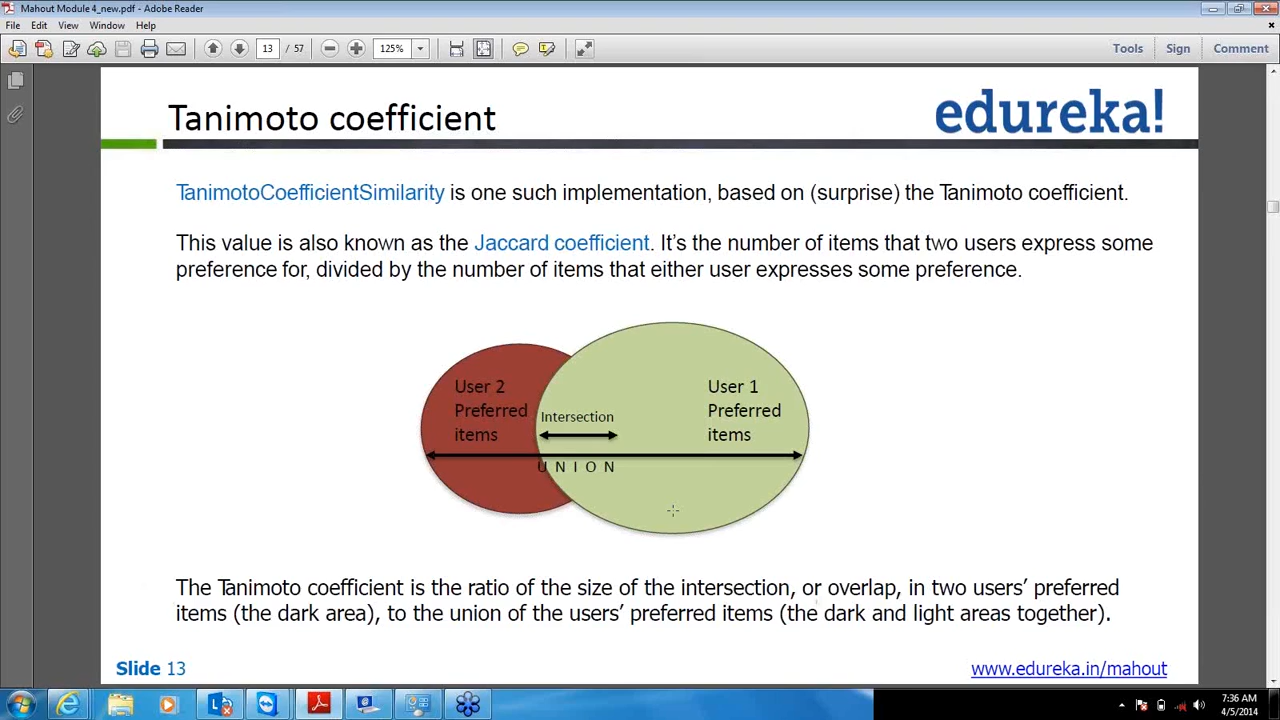 Mahout Module 4_new.pdf - Adobe Reader
File Edit View Window Help
13 / 57 125% Tools Sign Comment
Tanimoto coefficient
edureka!
TanimotoCoefficientSimilarity is one such implementation, based on (surprise) the Tanimoto coefficient.
This value is also known as the Jaccard coefficient. It’s the number of items that two users express some
preference for, divided by the number of items that either user expresses some preference.
User 2
Preferred
items
Intersection
User 1
Preferred
items
U N I O N
The Tanimoto coefficient is the ratio of the size of the intersection, or overlap, in two users’ preferred
items (the dark area), to the union of the users’ preferred items (the dark and light areas together).
Slide 13
www.edureka.in/mahout
7:36 AM
4/5/2014